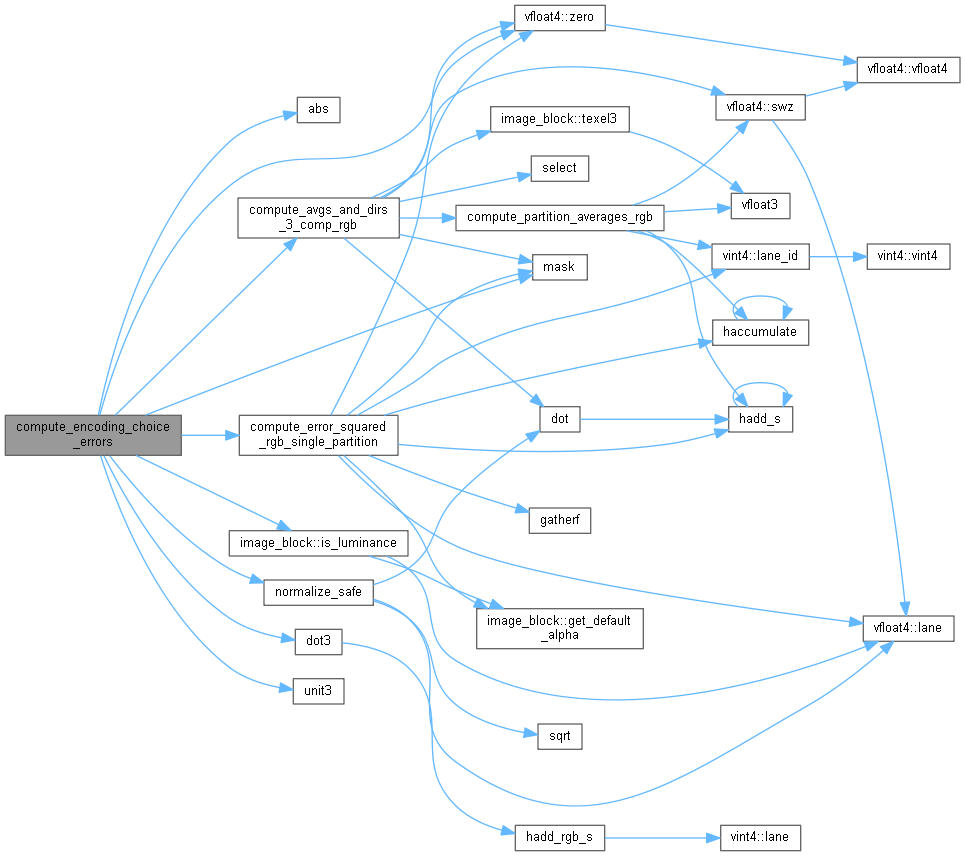 vfloat4::zero
vfloat4::vfloat4
abs
vfloat4::swz
image_block::texel3
select
compute_avgs_and_dirs
_3_comp_rgb
compute_partition_averages_rgb
vfloat3
vint4::lane_id
vint4::vint4
mask
haccumulate
compute_encoding_choice
_errors
compute_error_squared
_rgb_single_partition
dot
hadd_s
gatherf
image_block::is_luminance
normalize_safe
image_block::get_default
_alpha
vfloat4::lane
dot3
unit3
sqrt
hadd_rgb_s
vint4::lane